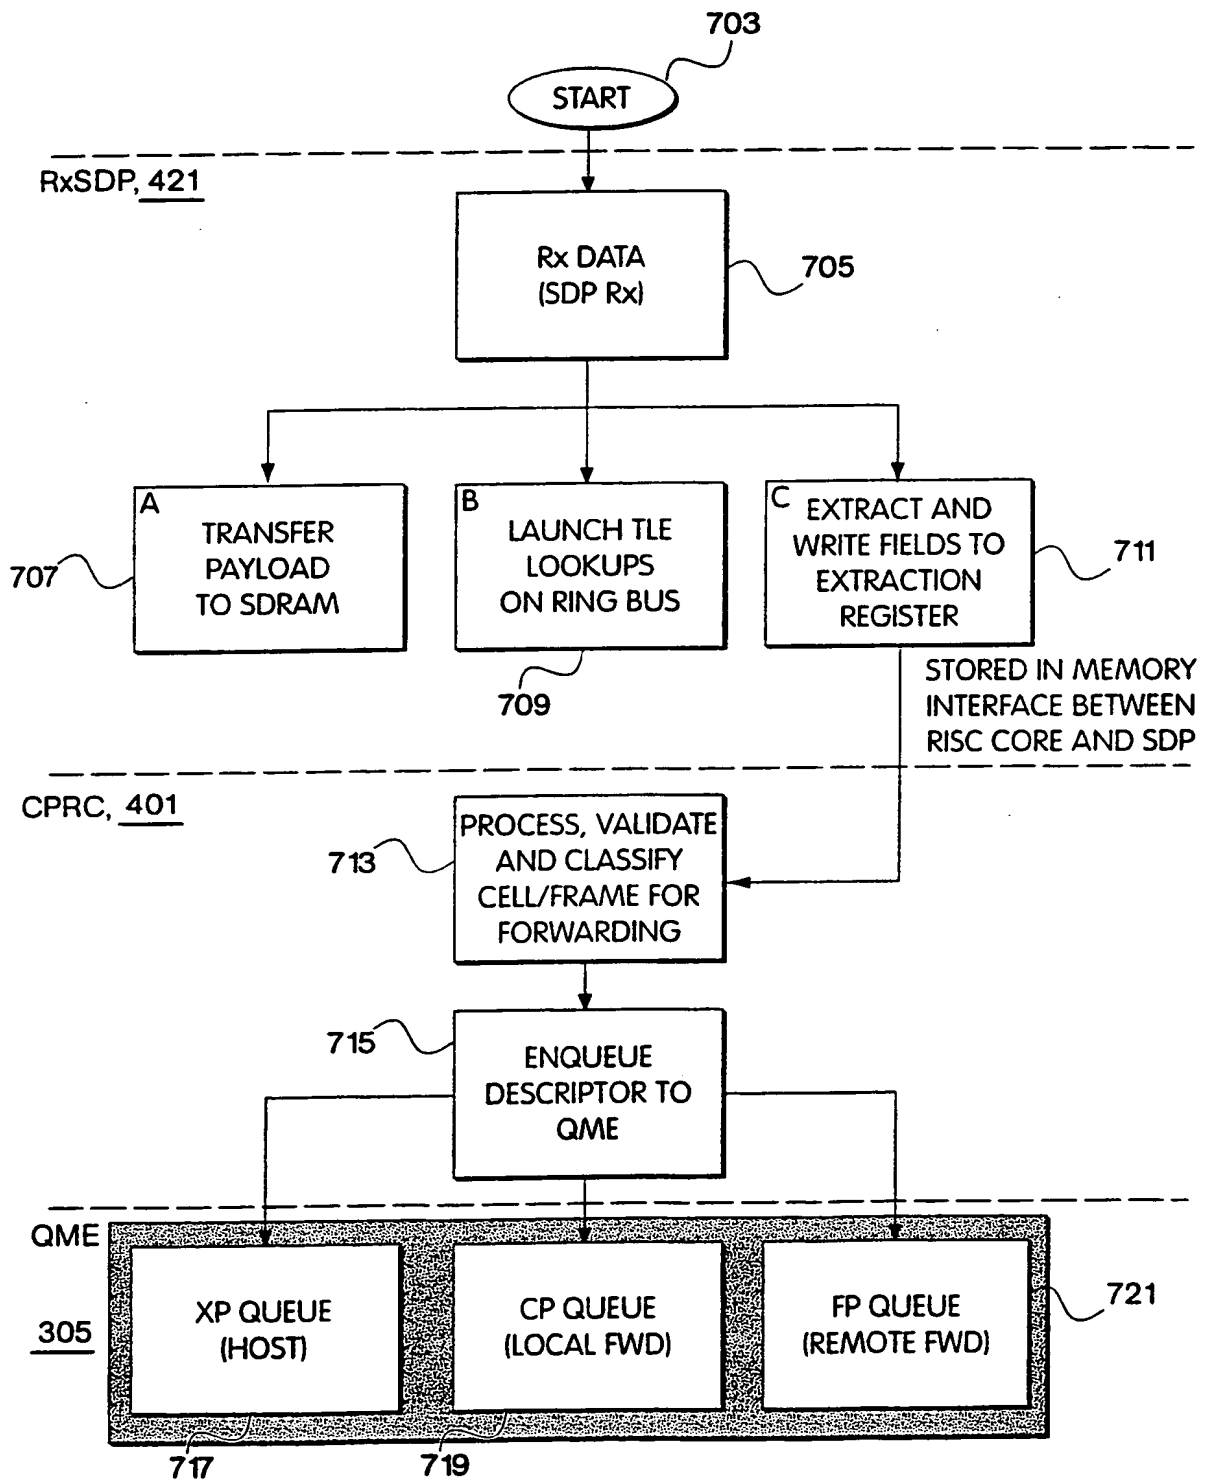 703
START
RxSDP, 421
Rx DATA
(SDP Rx)
705
A
TRANSFER
PAYLOAD
TO SDRAM
707
B
LAUNCH TLE
LOOKUPS
ON RING BUS
709
C
EXTRACT AND
WRITE FIELDS TO
EXTRACTION
REGISTER
711
STORED IN MEMORY
INTERFACE BETWEEN
RISC CORE AND SDP
CPRC, 401
713
PROCESS, VALIDATE
AND CLASSIFY
CELL/FRAME FOR
FORWARDING
715
ENQUEUE
DESCRIPTOR TO
QME
QME
305
XP QUEUE
(HOST)
717
CP QUEUE
(LOCAL FWD)
719
FP QUEUE
(REMOTE FWD)
721